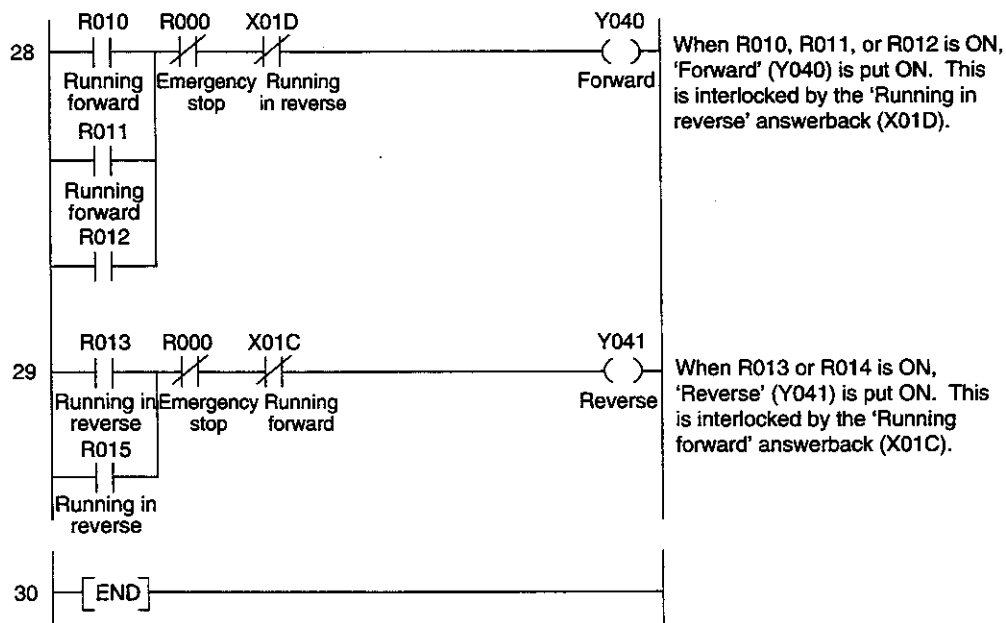 R010 R000 X01D Y040
28
Running forward
Emergency stop
Running in reverse
Forward
When R010, R011, or R012 is ON,
'Forward' (Y040) is put ON. This
is interlocked by the 'Running in
reverse' answerback (X01D).
R011
Running
forward
R012
R013 R000 X01C Y041
29
Running in
reverse
Emergency
stop
Running
forward
Reverse
When R013 or R014 is ON,
'Reverse' (Y041) is put ON. This
is interlocked by the 'Running
forward' answerback (X01C).
R015
Running in
reverse
30
END